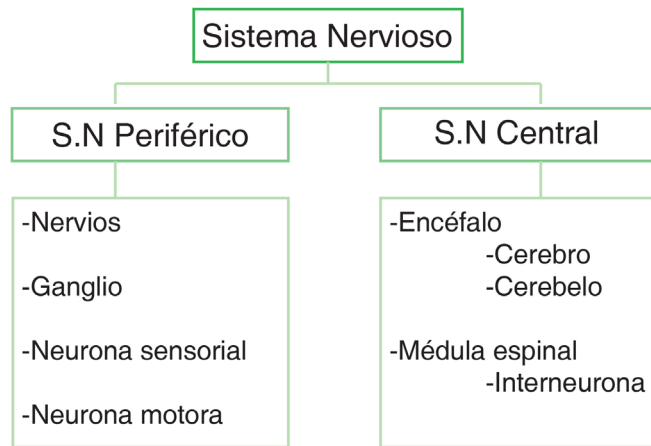 Sistema Nervioso
S.N Periférico
-Nervios
-Ganglio
-Neurona sensorial
-Neurona motora
S.N Central
-Encéfalo
-Cerebro
-Cerebelo
-Médula espinal
-Interneurona